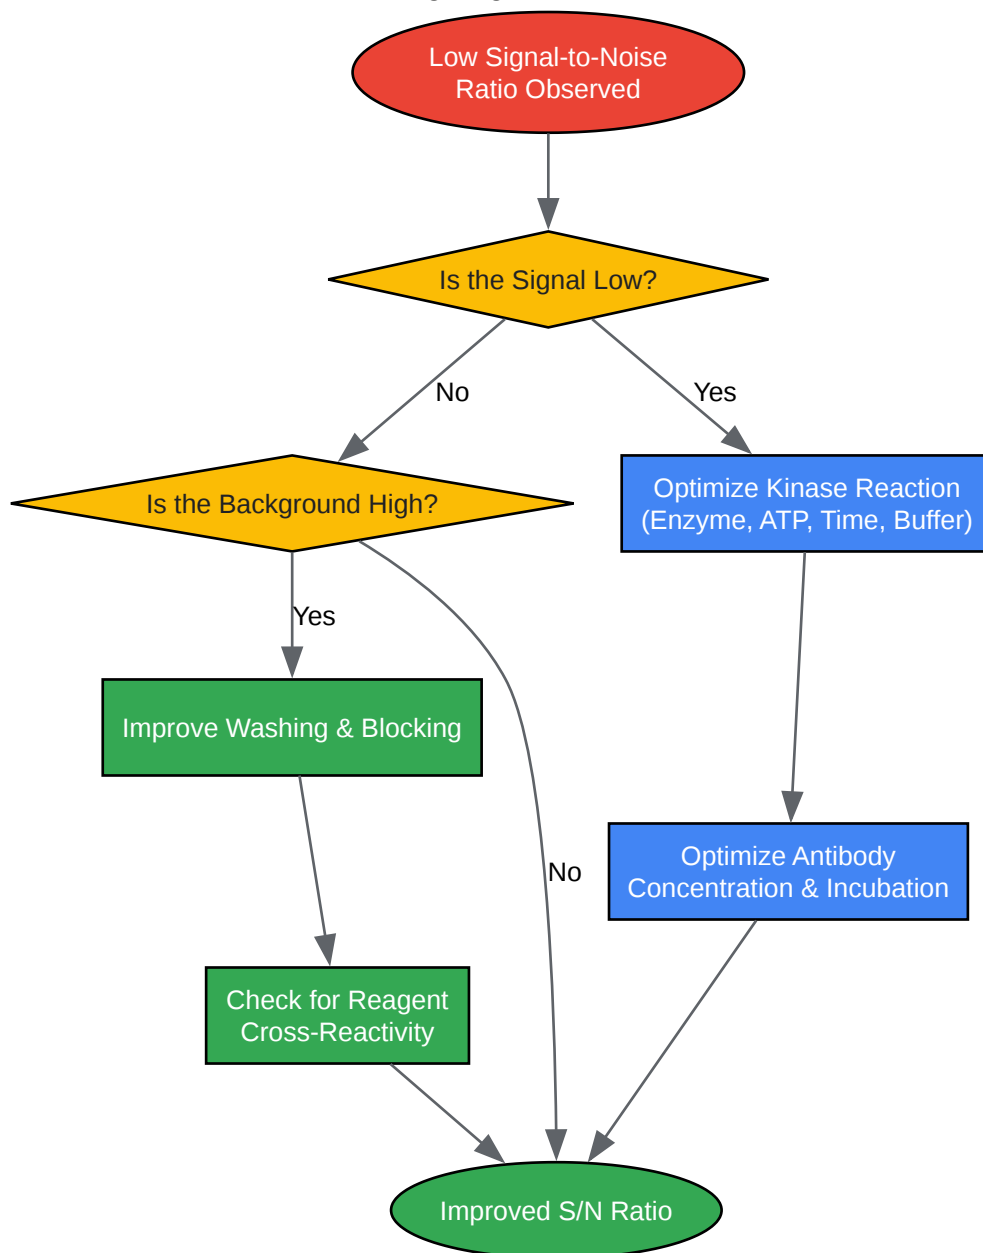 Low Signal-to-Noise
Ratio Observed
Is the Signal Low?
No
Yes
Is the Background High?
Optimize Kinase Reaction
(Enzyme, ATP, Time, Buffer)
Yes
Improve Washing & Blocking
Optimize Antibody
Concentration & Incubation
No
Check for Reagent
Cross-Reactivity
Improved S/N Ratio